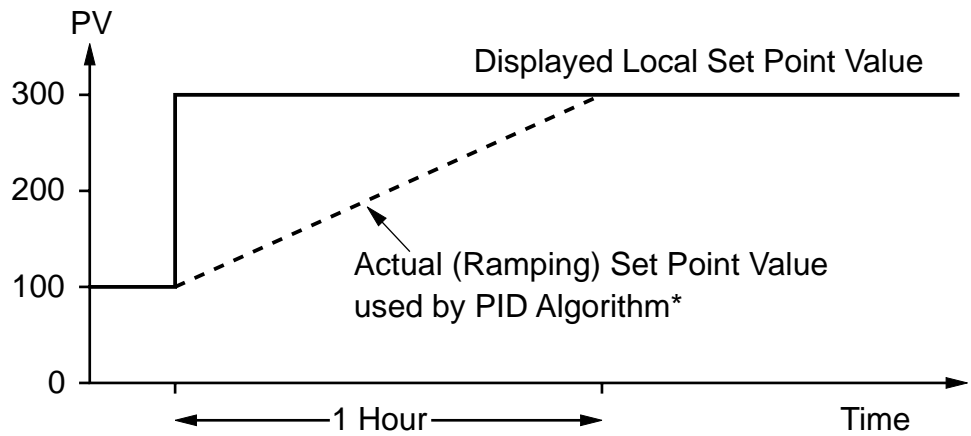 PV
Displayed Local Set Point Value
300
200
Actual (Ramping) Set Point Value
used by PID Algorithm*
100
0
1 Hour
Time